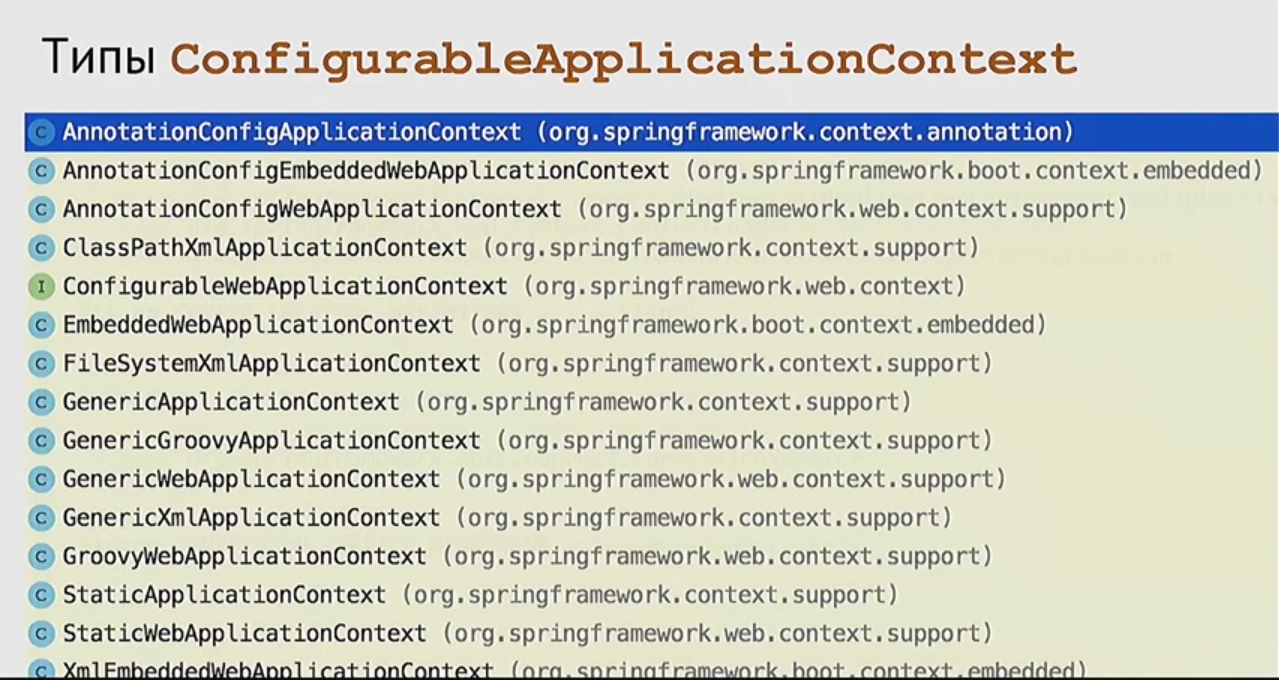 Типы ConfigurableApplicationContext
C AnnotationConfigApplicationContext (org.springframework.context.annotation)
C AnnotationConfigEmbeddedWebApplicationContext (org.springframework.boot.context.embedded)
C AnnotationConfigWebApplicationContext (org.springframework.web.context.support)
C ClassPathXmlApplicationContext (org.springframework.context.support)
I ConfigurableWebApplicationContext (org.springframework.web.context)
C EmbeddedWebApplicationContext (org.springframework.boot.context.embedded)
C FileSystemXmlApplicationContext (org.springframework.context.support)
C GenericApplicationContext (org.springframework.context.support)
C GenericGroovyApplicationContext (org.springframework.context.support)
C GenericWebApplicationContext (org.springframework.web.context.support)
C GenericXmlApplicationContext (org.springframework.context.support)
C GroovyWebApplicationContext (org.springframework.web.context.support)
C StaticApplicationContext (org.springframework.context.support)
C StaticWebApplicationContext (org.springframework.web.context.support)
C XmlEmbeddedWebApplicationContext (org.springframework.boot.context.embedded)